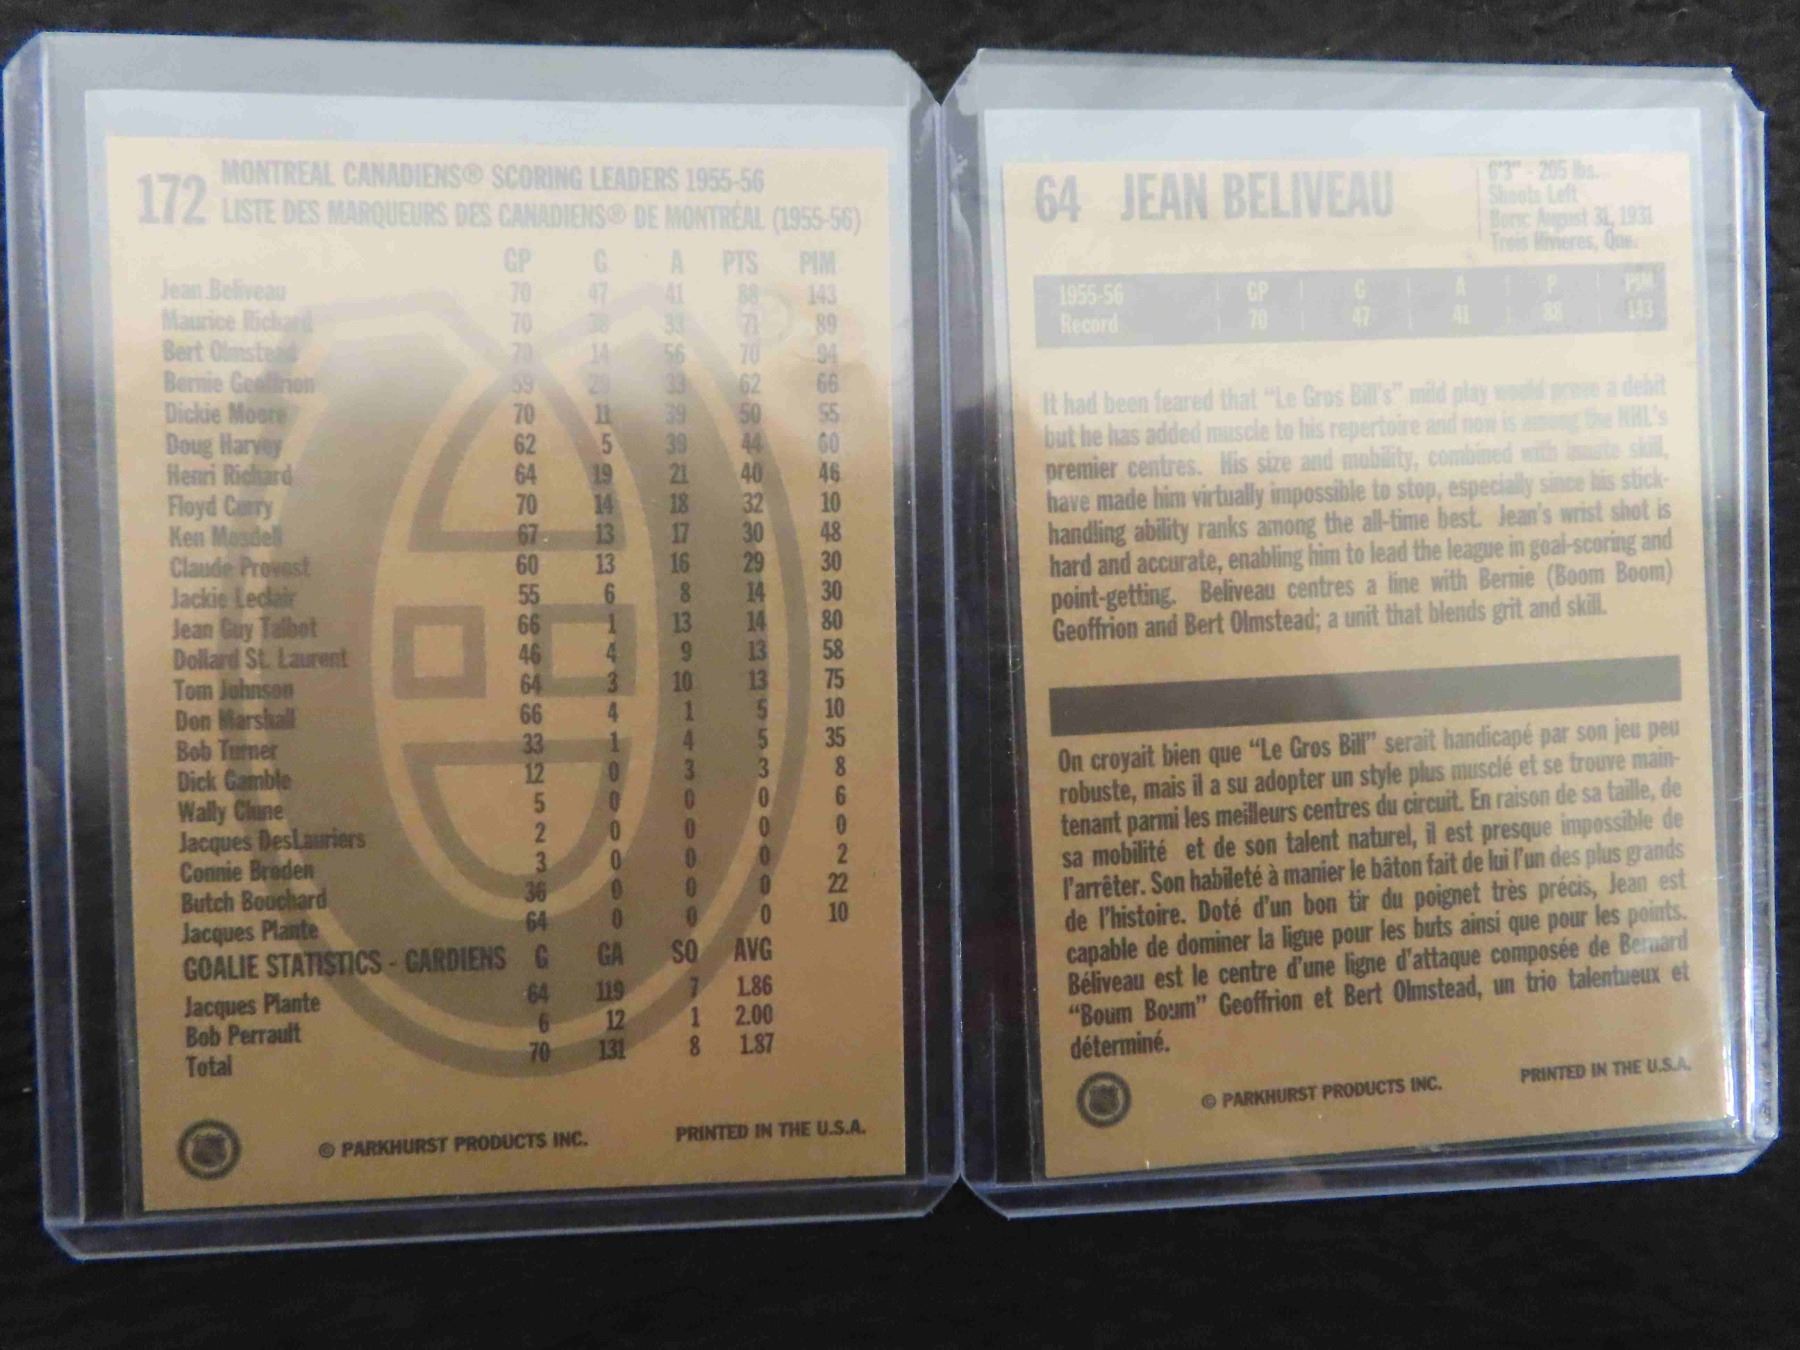 172 MONTREAL CANADIENS® SCORING LEADERS 1955-56
LISTE DES MARQUEURS DES CANADIENS® DE MONTRÉAL (1955-56)
GP G A PTS PIM
Jean Beliveau 70 47 41 88 143
Maurice Richard 70 38 33 71 89
Bert Olmstead 70 14 56 70 94
Bernie Geoffrion 59 29 33 62 66
Dickie Moore 70 11 39 50 55
Doug Harvey 62 5 39 44 60
Henri Richard 64 19 21 40 46
Floyd Curry 70 14 18 32 10
Ken Mosdell 67 13 17 30 48
Claude Provost 60 13 16 29 30
Jackie Leclair 55 6 8 14 30
Jean Guy Talbot 66 1 13 14 80
Dollard St. Laurent 46 4 9 13 58
Tom Johnson 64 3 10 13 75
Don Marshall 66 4 1 5 10
Bob Turner 33 1 4 5 35
Dick Gamble 12 0 3 3 8
Wally Clune 5 0 0 0 6
Jacques DesLauriers 2 0 0 0 0
Connie Broden 3 0 0 0 2
Butch Bouchard 36 0 0 0 22
Jacques Plante 64 0 0 0 10
GOALIE STATISTICS - GARDIENS G GA SO AVG
Jacques Plante 64 119 7 1.86
Bob Perrault 6 12 1 2.00
Total 70 131 8 1.87
© PARKHURST PRODUCTS INC. PRINTED IN THE U.S.A.
64 JEAN BELIVEAU
6'3" - 205 lbs.
Shoots Left
Born: August 31, 1931
Trois Rivieres, Que.
1955-56 GP G A P PIM
Record 70 47 41 88 143
It had been feared that “Le Gros Bill's” mild play would prove a debit
but he has added muscle to his repertoire and now is among the NHL's
premier centres. His size and mobility, combined with innate skill,
have made him virtually impossible to stop, especially since his stick-
handling ability ranks among the all-time best. Jean's wrist shot is
hard and accurate, enabling him to lead the league in goal-scoring and
point-getting. Beliveau centres a line with Bernie (Boom Boom)
Geoffrion and Bert Olmstead; a unit that blends grit and skill.
On croyait bien que “Le Gros Bill” serait handicapé par son jeu peu
robuste, mais il a su adopter un style plus musclé et se trouve main-
tenant parmi les meilleurs centres du circuit. En raison de sa taille, de
sa mobilité et de son talent naturel, il est presque impossible de
l'arrêter. Son habileté à manier le bâton fait de lui l'un des plus grands
de l'histoire. Doté d'un bon tir du poignet très précis, Jean est
capable de dominer la ligue pour les buts ainsi que pour les points.
Béliveau est le centre d'une ligne d'attaque composée de Bernard
“Boum Boum” Geoffrion et Bert Olmstead, un trio talentueux et
déterminé.
© PARKHURST PRODUCTS INC. PRINTED IN THE U.S.A.